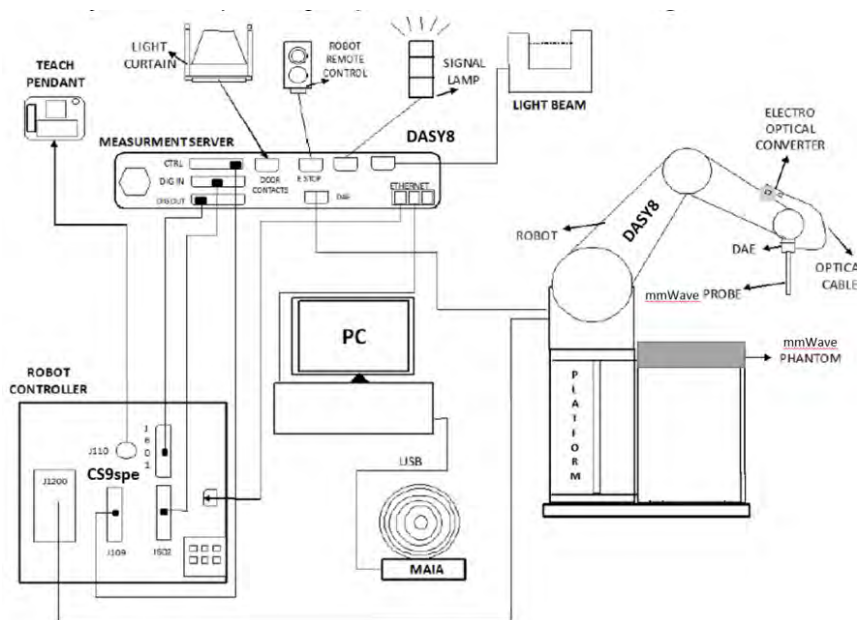 LIGHT
CURTAIN
ROBOT
REMOTE
CONTROL
SIGNAL
LAMP
LIGHT BEAM
TEACH
PENDANT
MEASURMENT SERVER
DASY8
CTRL
DIG IN
DIG OUT
DOOR
CONTACTS
E STOP
DAE
ETHERNET
ELECTRO
OPTICAL
CONVERTER
ROBOT
DASY8
DAE
OPTICAL
CABLE
mmWave PROBE
mmWave
PHANTOM
PLATFORM
PC
USB
MAIA
ROBOT
CONTROLLER
J110
CS9spe
J1200
J109